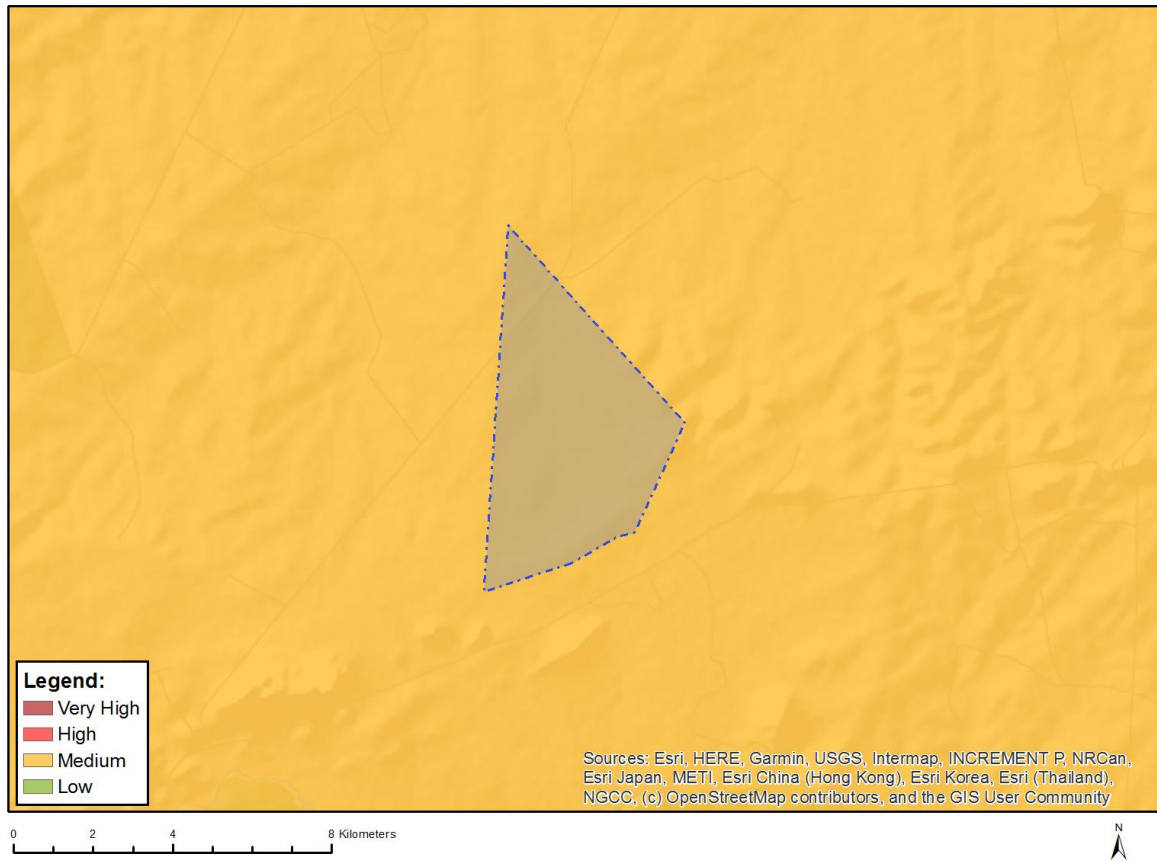 Legend:
Very High
High
Medium
Low
Sources: Esri, HERE, Garmin, USGS, Intermap, INCREMENT P, NRCan,
Esri Japan, METI, Esri China (Hong Kong), Esri Korea, Esri (Thailand),
NGCC, (c) OpenStreetMap contributors, and the GIS User Community
0 2 4 8 Kilometers
N